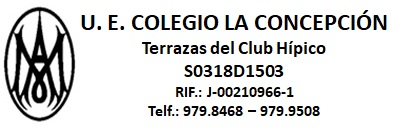 U. E. COLEGIO LA CONCEPCIÓN
Terrazas del Club Hípico
S0318D1503
RIF.: J-00210966-1
Telf.: 979.8468 – 979.9508